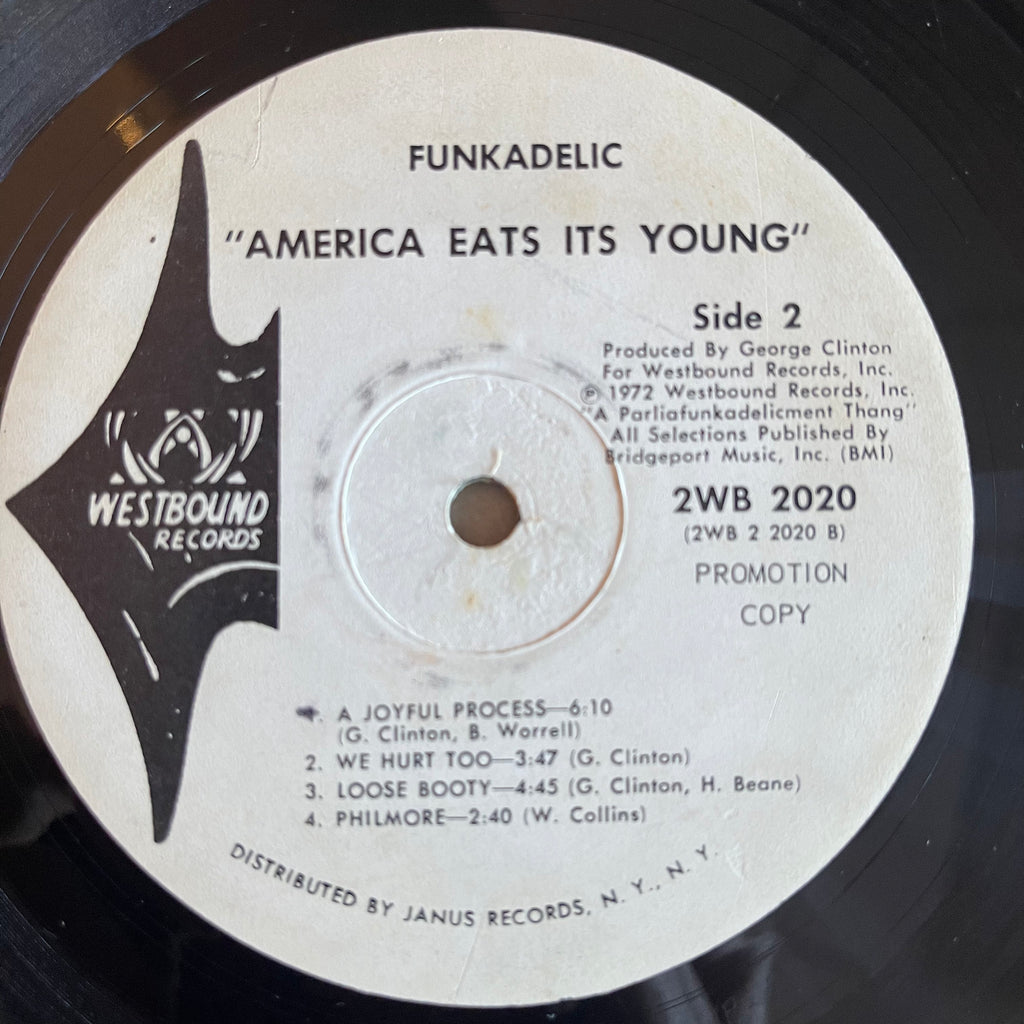 FUNKADELIC
"AMERICA EATS ITS YOUNG"
Side 2
Produced By George Clinton
For Westbound Records, Inc.
℗ 1972 Westbound Records, Inc.
"A Parliafunkadelicment Thang"
All Selections Published By
Bridgeport Music, Inc. (BMI)
WESTBOUND
RECORDS
2WB 2020
(2WB 2 2020 B)
PROMOTION
COPY
A JOYFUL PROCESS—6:10
(G. Clinton, B. Worrell)
2. WE HURT TOO—3:47 (G. Clinton)
3. LOOSE BOOTY—4:45 (G. Clinton, H. Beane)
4. PHILMORE—2:40 (W. Collins)
DISTRIBUTED BY JANUS RECORDS, N. Y., N. Y.